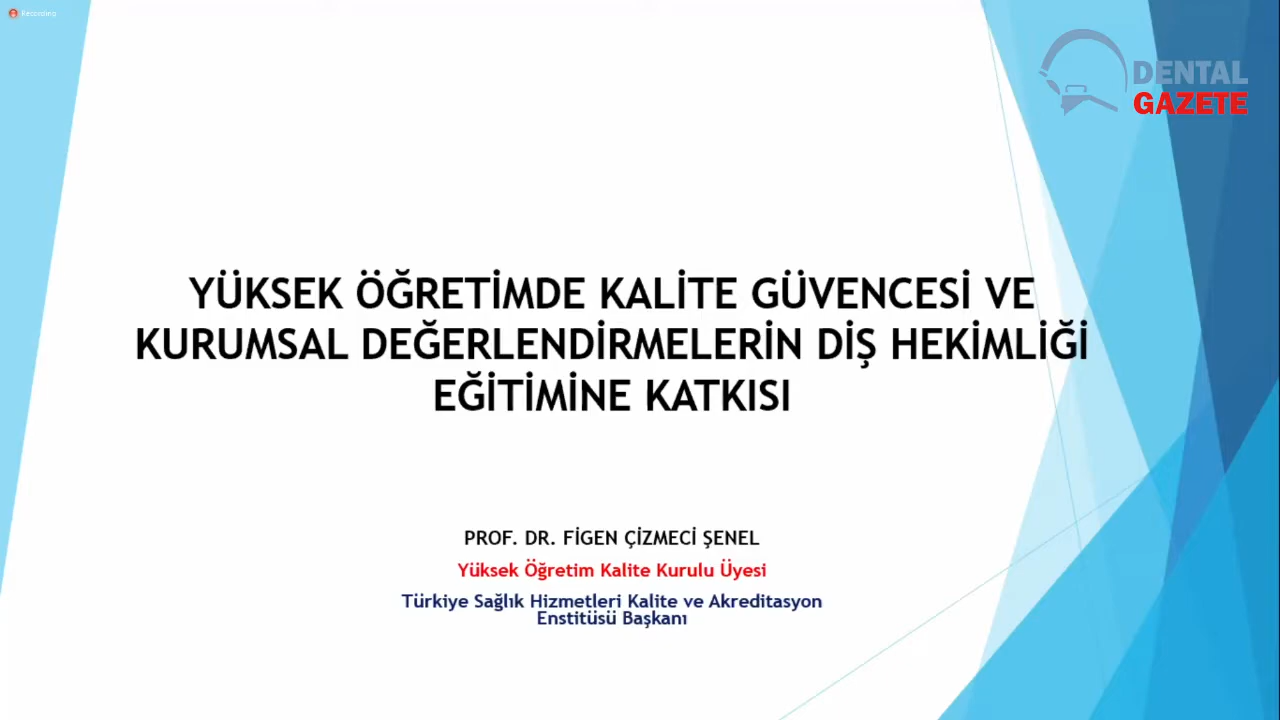 Recording
DENTAL
GAZETE
YÜKSEK ÖĞRETİMDE KALİTE GÜVENCESİ VE
KURUMSAL DEĞERLENDİRMELERİN DİŞ HEKİMLİĞİ
EĞİTİMİNE KATKISI
PROF. DR. FİGEN ÇİZMECİ ŞENEL
Yüksek Öğretim Kalite Kurulu Üyesi
Türkiye Sağlık Hizmetleri Kalite ve Akreditasyon
Enstitüsü Başkanı